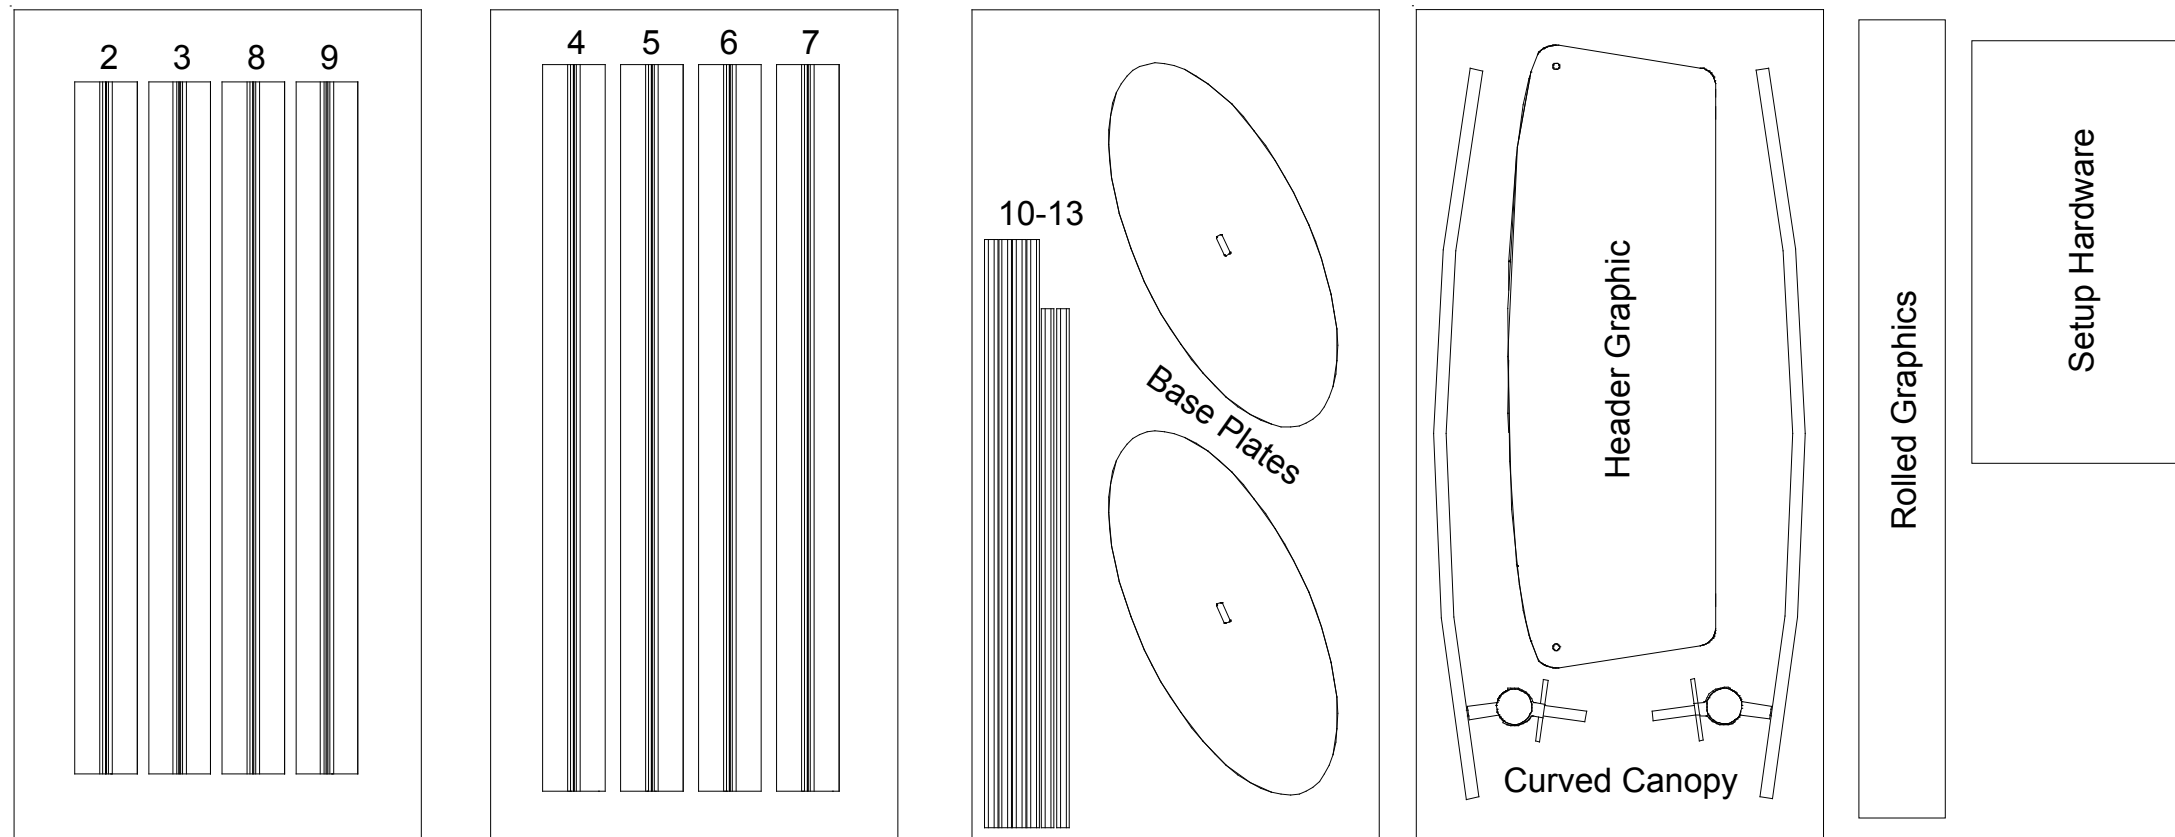 2 3 8 9
4 5 6 7
10-13
Base Plates
Header Graphic
Curved Canopy
Rolled Graphics
Setup Hardware